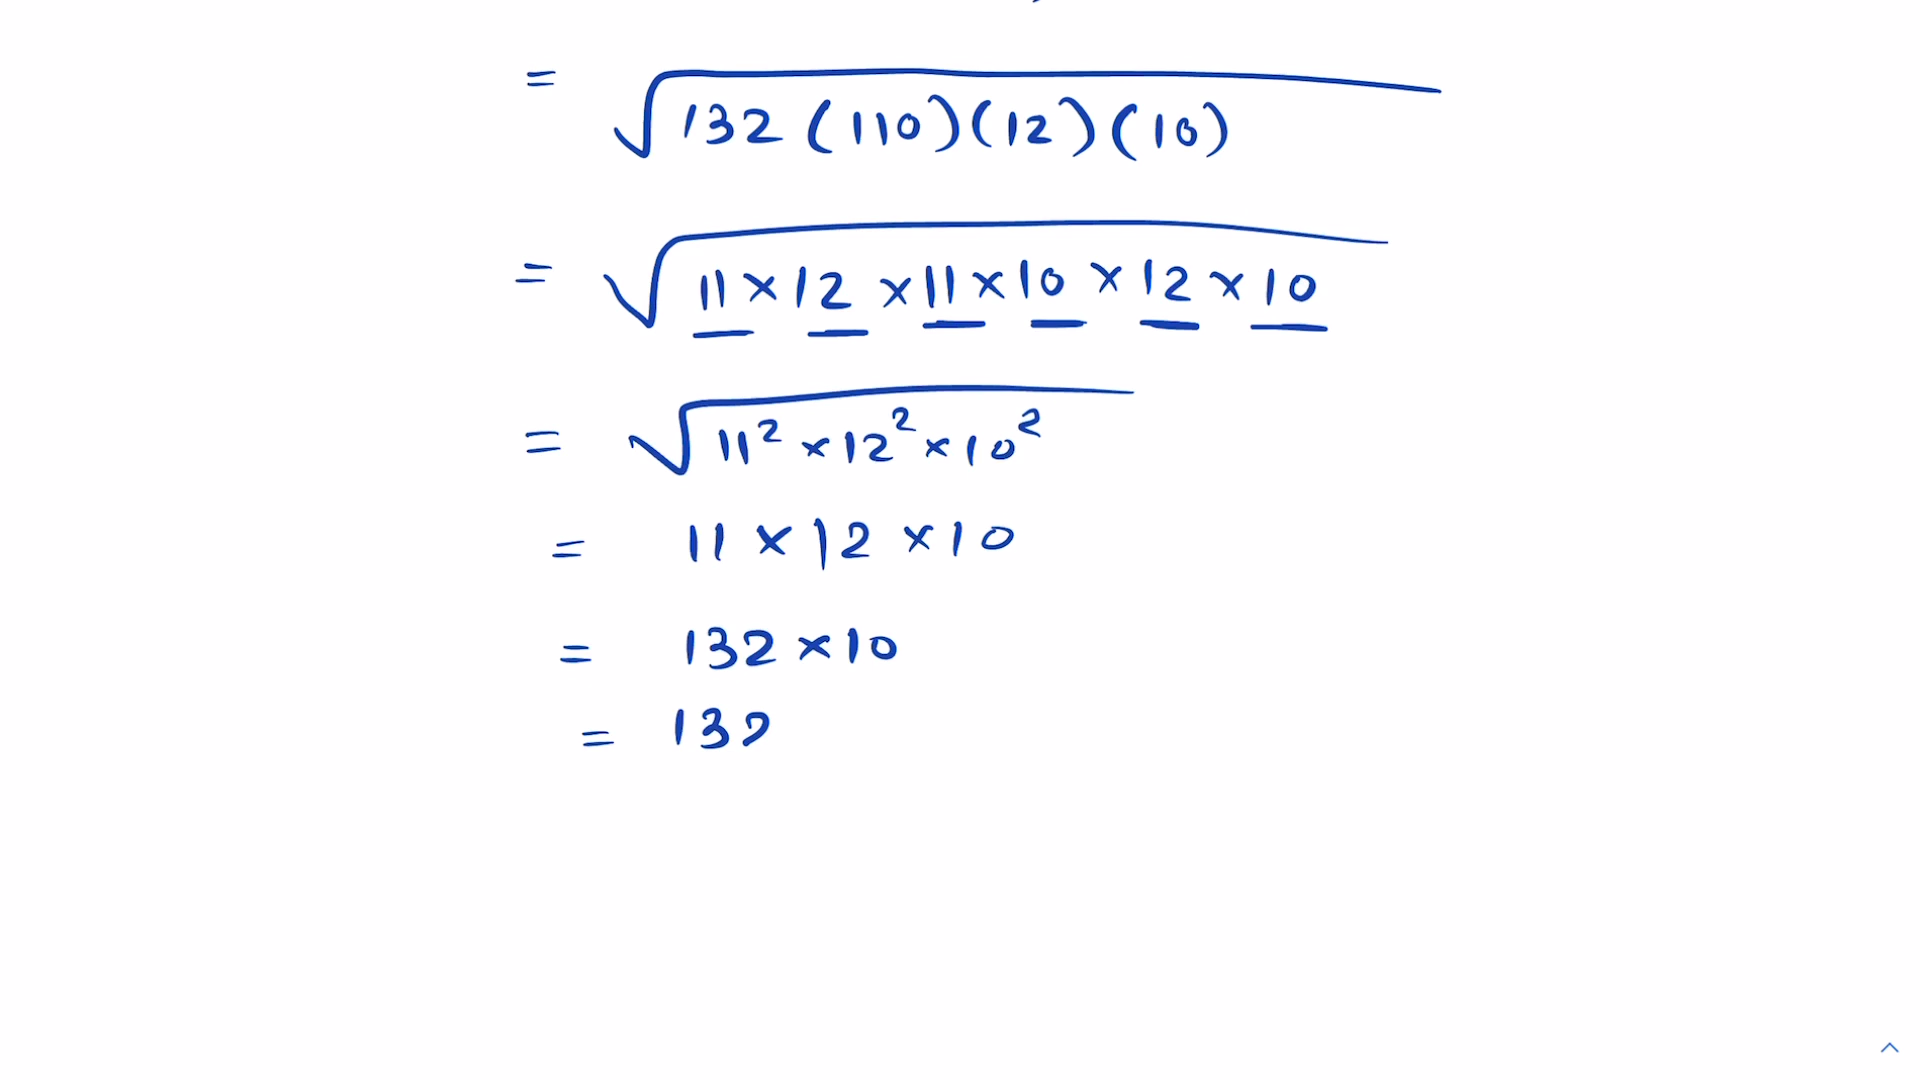 = √132 (110)(12)(10)
= √11 × 12 × 11 × 10 × 12 × 10
= √11² × 12² × 10²
= 11 × 12 × 10
= 132 × 10
= 132